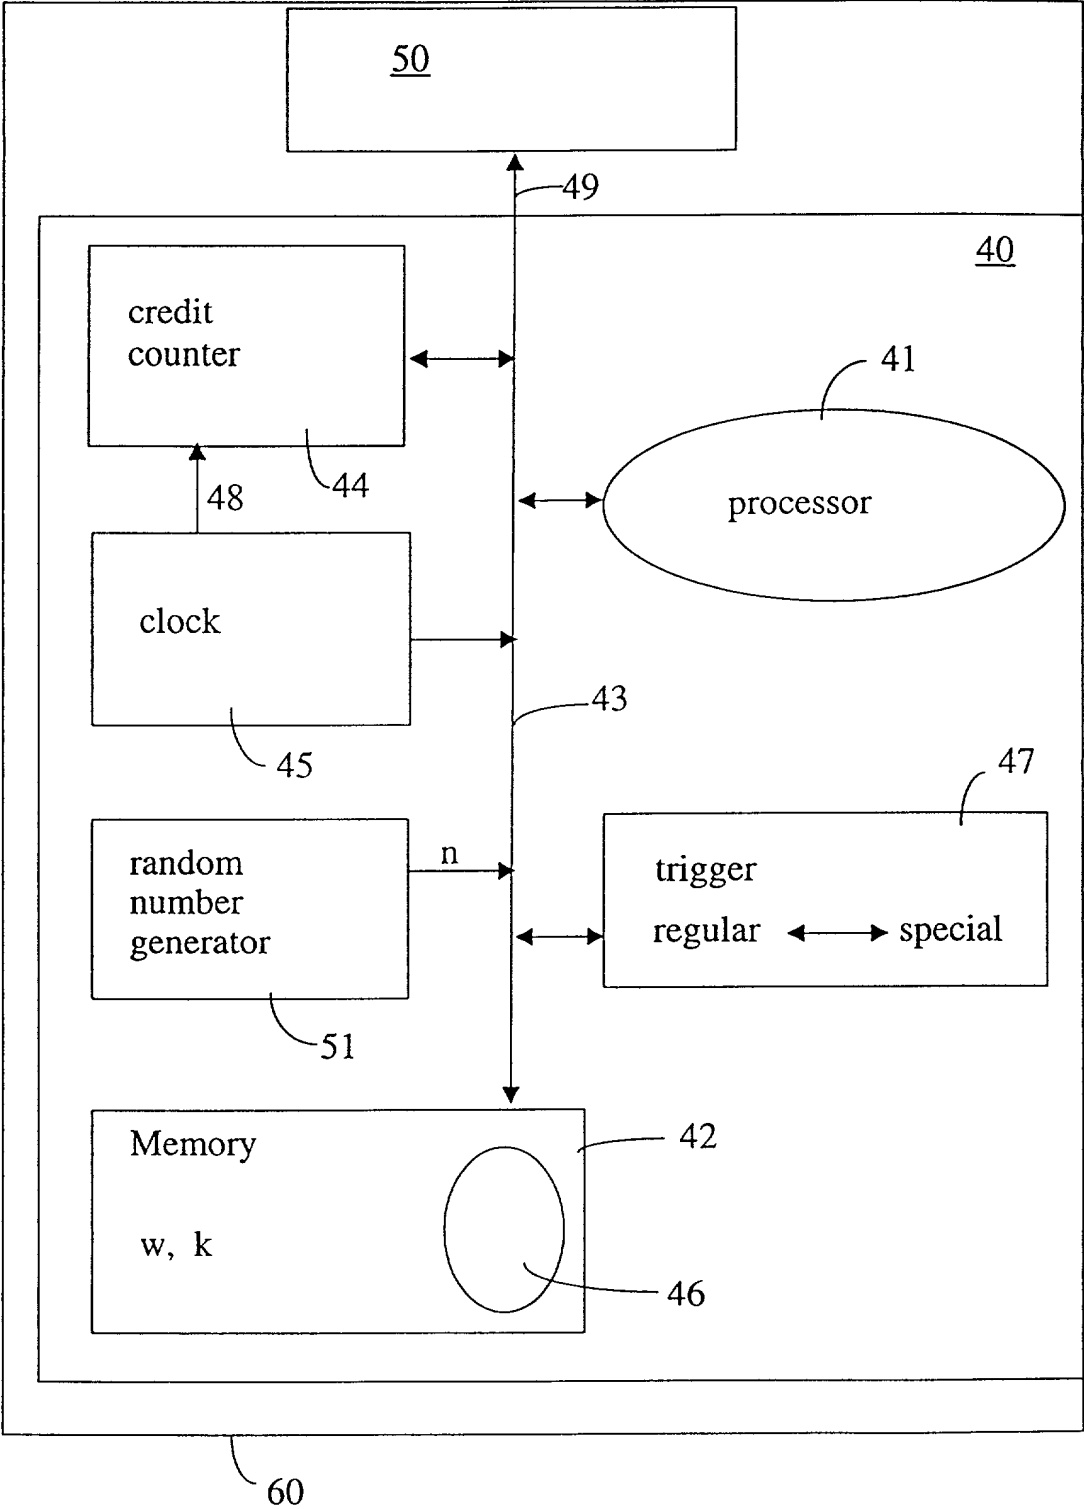 50
49
40
credit
counter
41
44
48
processor
clock
43
45
47
random
number
generator
n
trigger
regular special
51
Memory
42
w, k
46
60